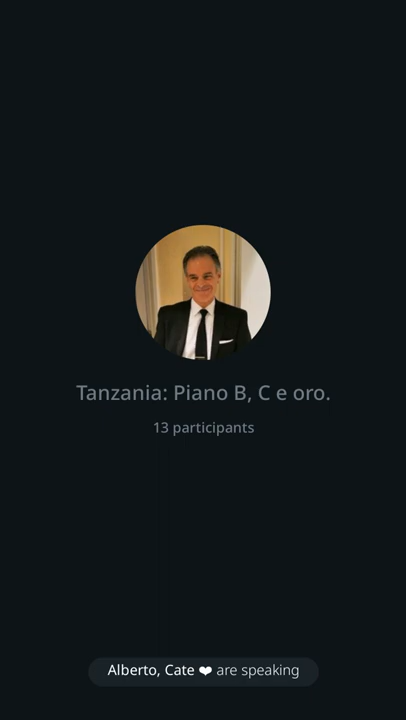 Tanzania: Piano B, C e oro.
13 participants
Alberto, Cate ❤ are speaking